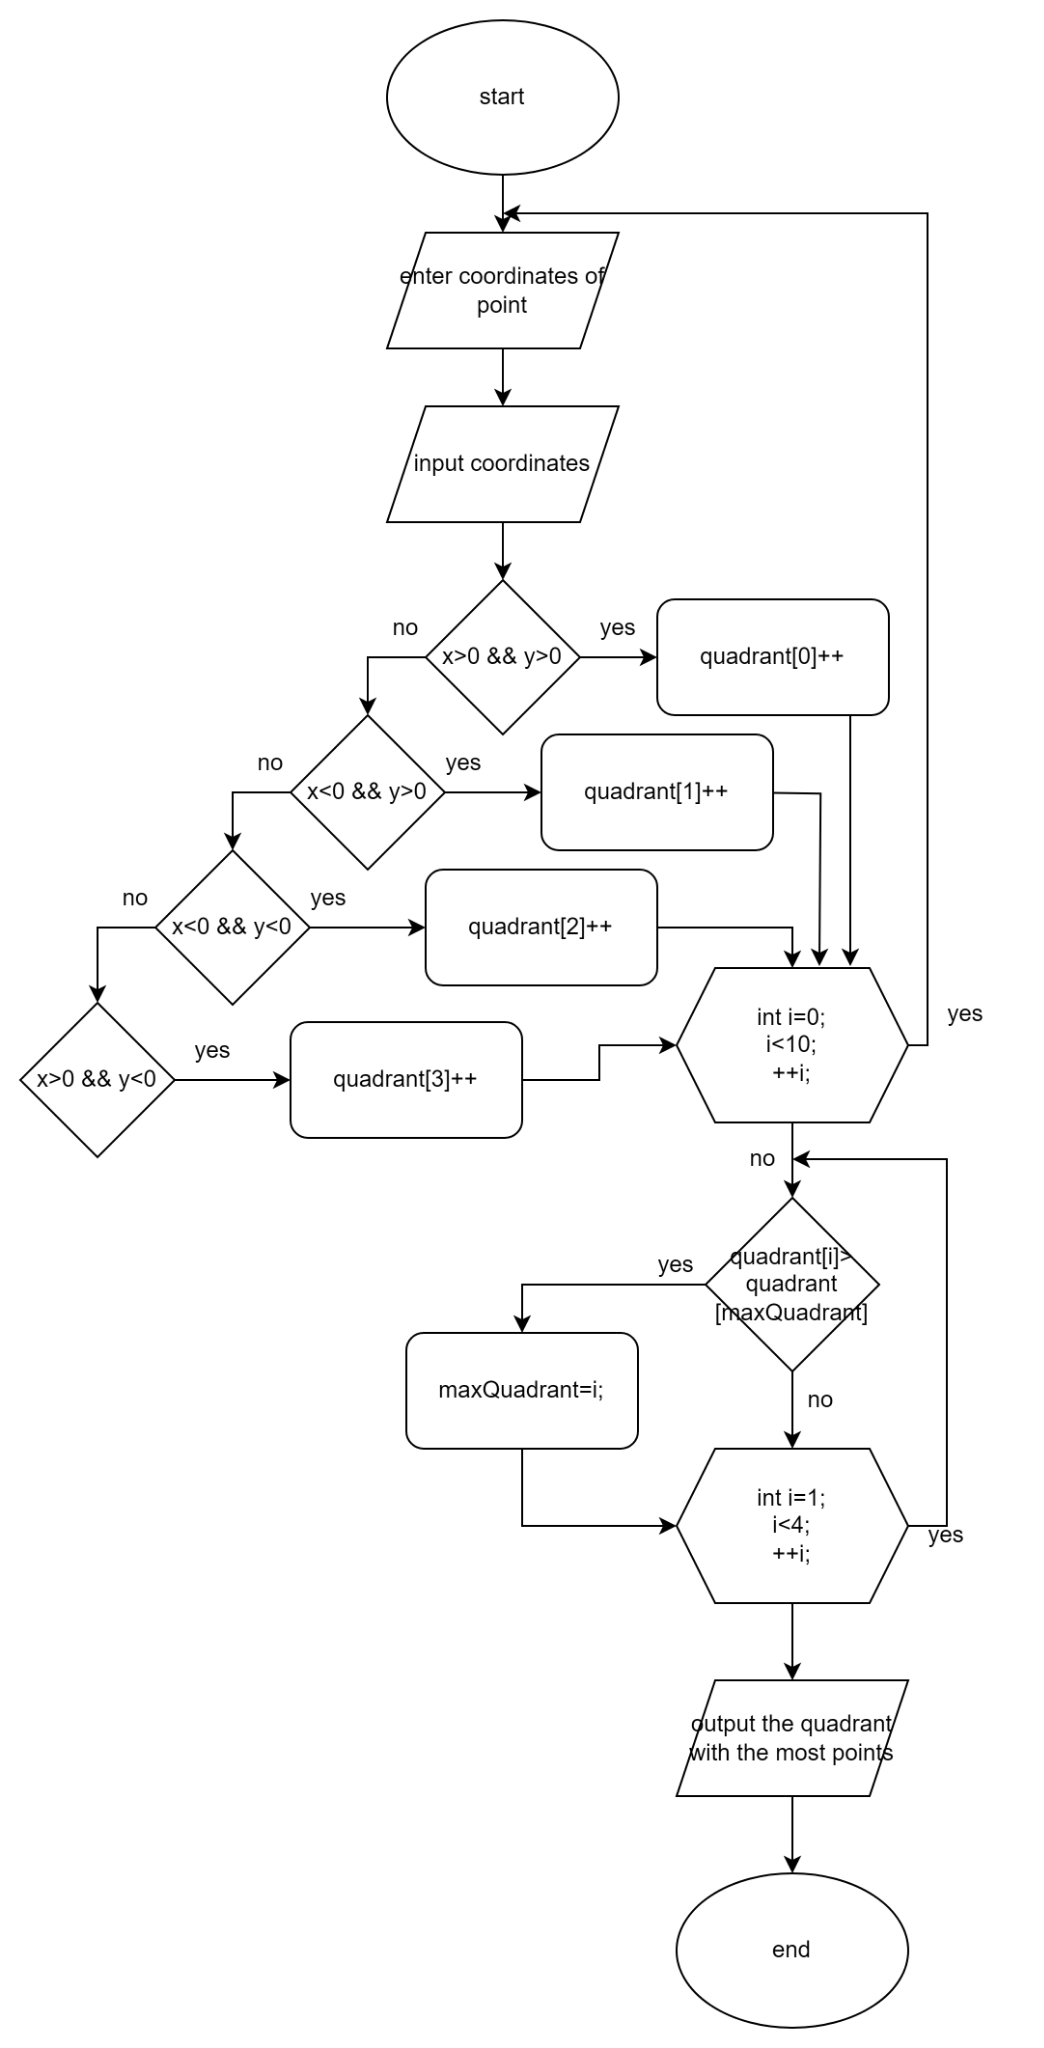 start
enter coordinates of
point
input coordinates
no
x>0 && y>0
yes
quadrant[0]++
no
x<0 && y>0
yes
quadrant[1]++
no
x<0 && y<0
yes
quadrant[2]++
x>0 && y<0
yes
quadrant[3]++
int i=0;
i<10;
++i;
yes
no
quadrant[i]>
quadrant
[maxQuadrant]
yes
maxQuadrant=i;
no
int i=1;
i<4;
++i;
yes
output the quadrant
with the most points
end